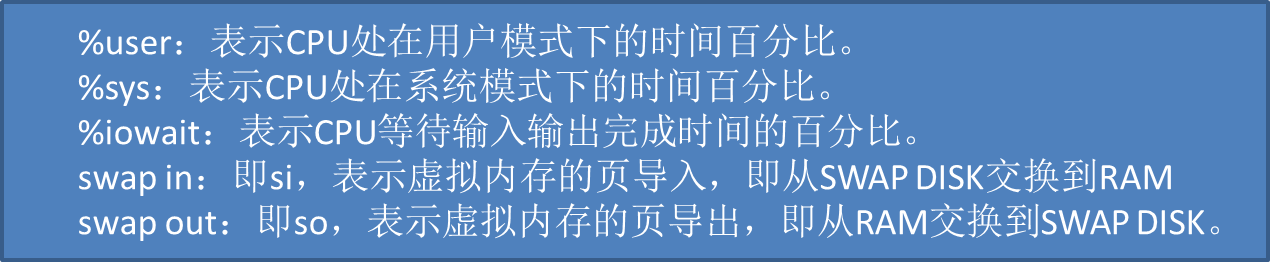 %user：表示CPU处在用户模式下的时间百分比。
%sys：表示CPU处在系统模式下的时间百分比。
%iowait：表示CPU等待输入输出完成时间的百分比。
swap in：即si，表示虚拟内存的页导入，即从SWAP DISK交换到RAM
swap out：即so，表示虚拟内存的页导出，即从RAM交换到SWAP DISK。